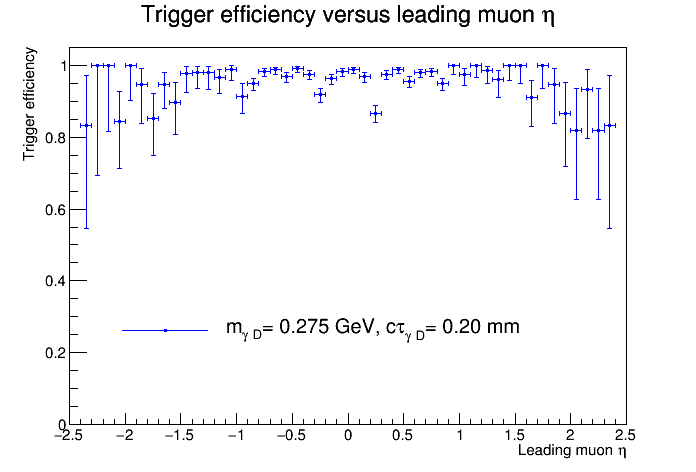 Trigger efficiency versus leading muon η
Trigger efficiency
1
0.8
0.6
0.4
0.2
0
mγ D= 0.275 GeV, cτγ D= 0.20 mm
−2.5 −2 −1.5 −1 −0.5 0 0.5 1 1.5 2 2.5
Leading muon η